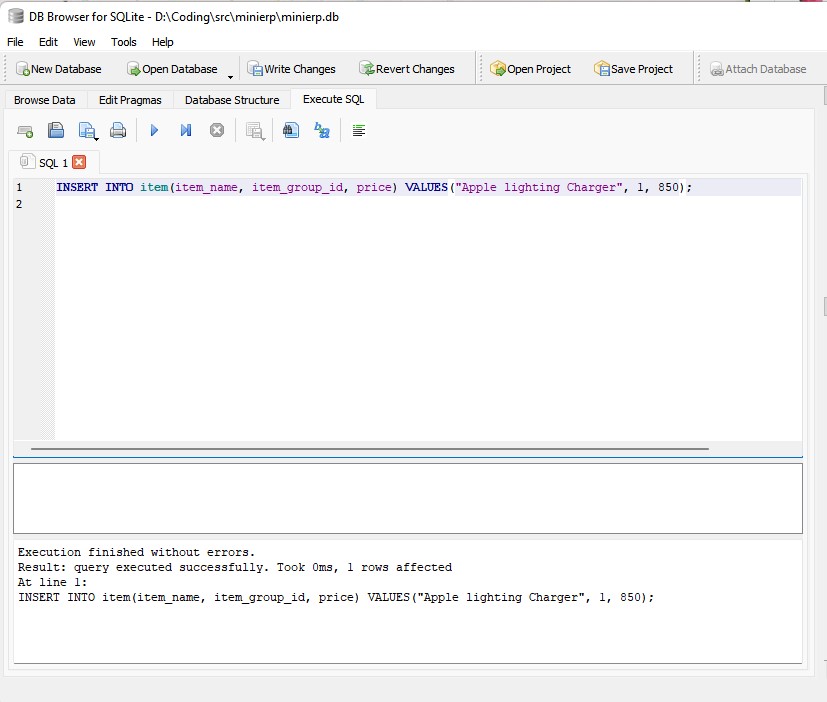 DB Browser for SQLite - D:\Coding\src\minierp\minierp.db
File Edit View Tools Help
New Database Open Database Write Changes Revert Changes Open Project Save Project Attach Database
Browse Data Edit Pragmas Database Structure Execute SQL
SQL 1
1 INSERT INTO item(item_name, item_group_id, price) VALUES("Apple lighting Charger", 1, 850);
2
Execution finished without errors.
Result: query executed successfully. Took 0ms, 1 rows affected
At line 1:
INSERT INTO item(item_name, item_group_id, price) VALUES("Apple lighting Charger", 1, 850);